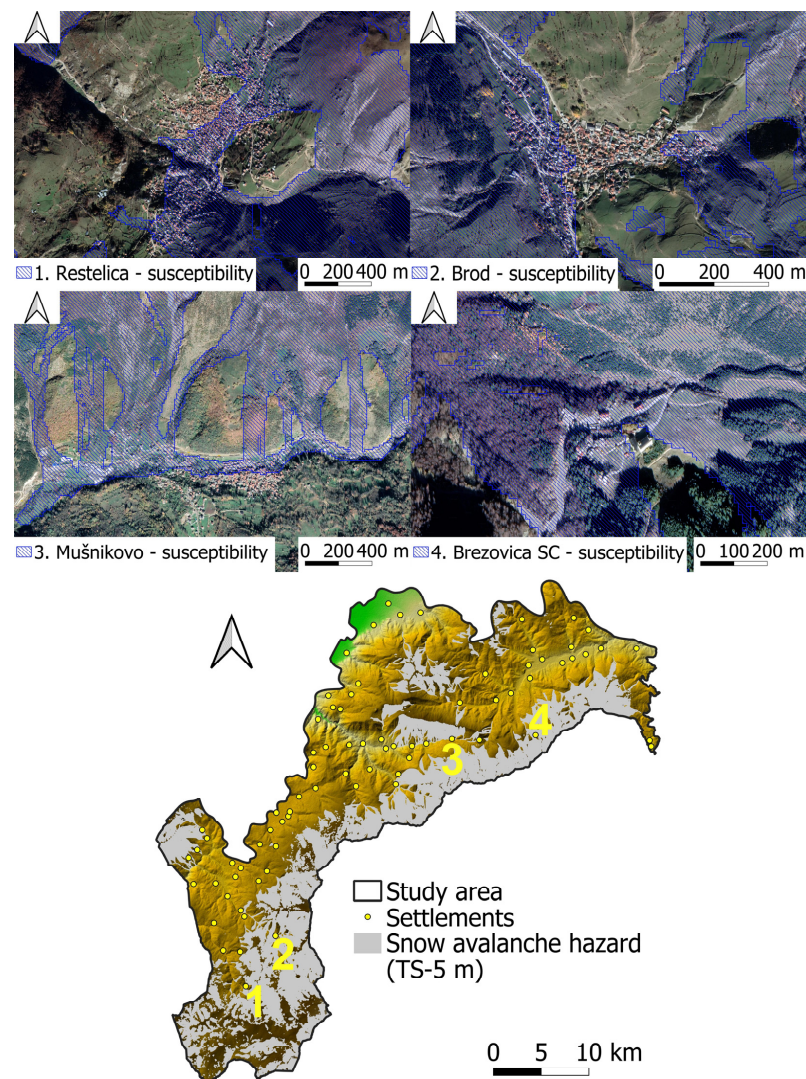 1. Restelica - susceptibility
0 200 400 m
2. Brod - susceptibility
0 200 400 m
3. Mušnikovo - susceptibility
0 200 400 m
4. Brezovica SC - susceptibility
0 100 200 m
4
3
2
1
Study area
Settlements
Snow avalanche hazard
(TS-5 m)
0 5 10 km